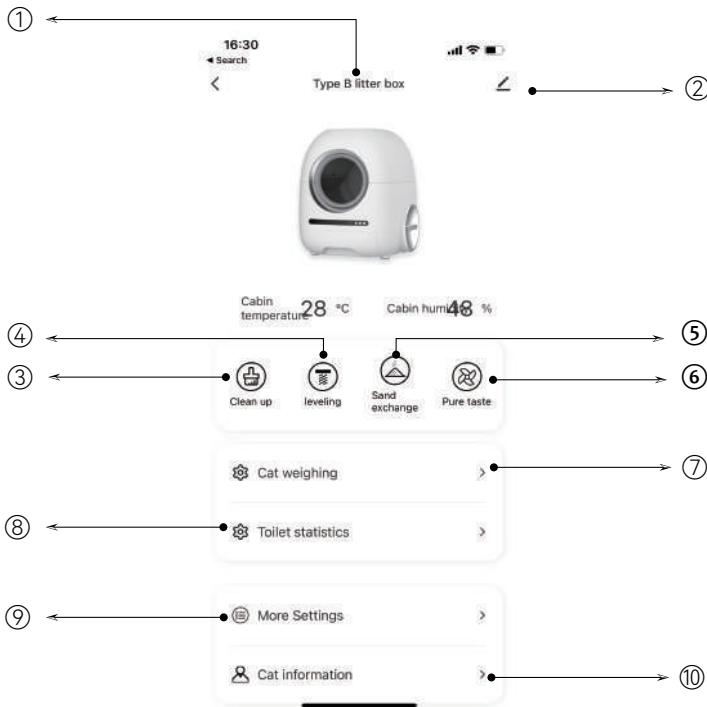 ①
16:30
◀ Search
Type B litter box
②
Cabin temperature 28 °C
Cabin humidity 48 %
④
⑤
③
⑥
Clean up
leveling
Sand exchange
Pure taste
Cat weighing
⑦
⑧
Toilet statistics
⑨
More Settings
Cat information
⑩